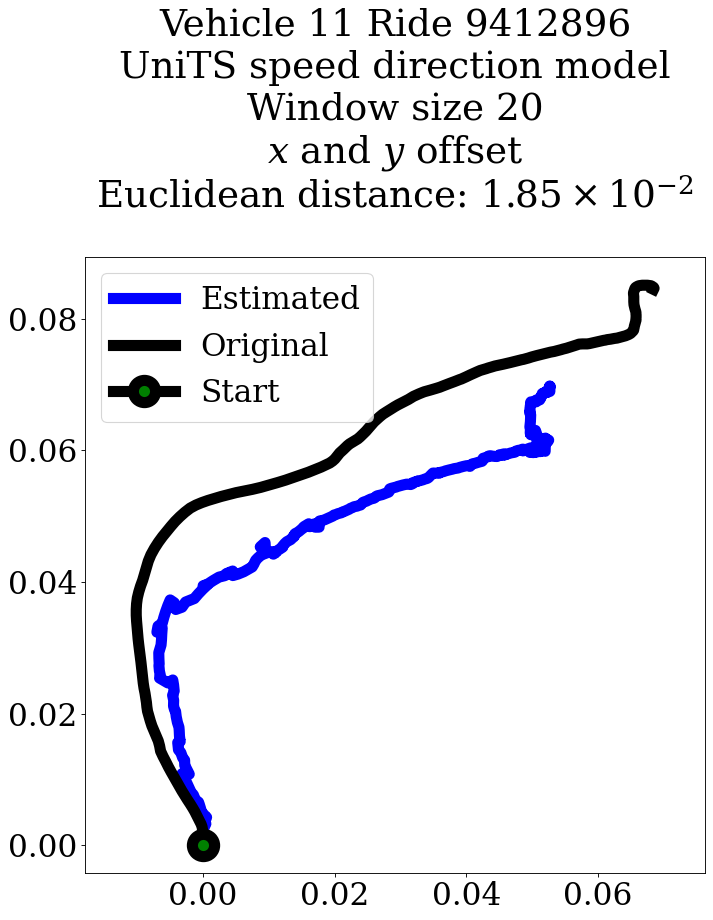 Vehicle 11 Ride 9412896
UniTS speed direction model
Window size 20
x and y offset
Euclidean distance: 1.85 × 10⁻²
Estimated
Original
Start
0.08
0.06
0.04
0.02
0.00
0.00 0.02 0.04 0.06